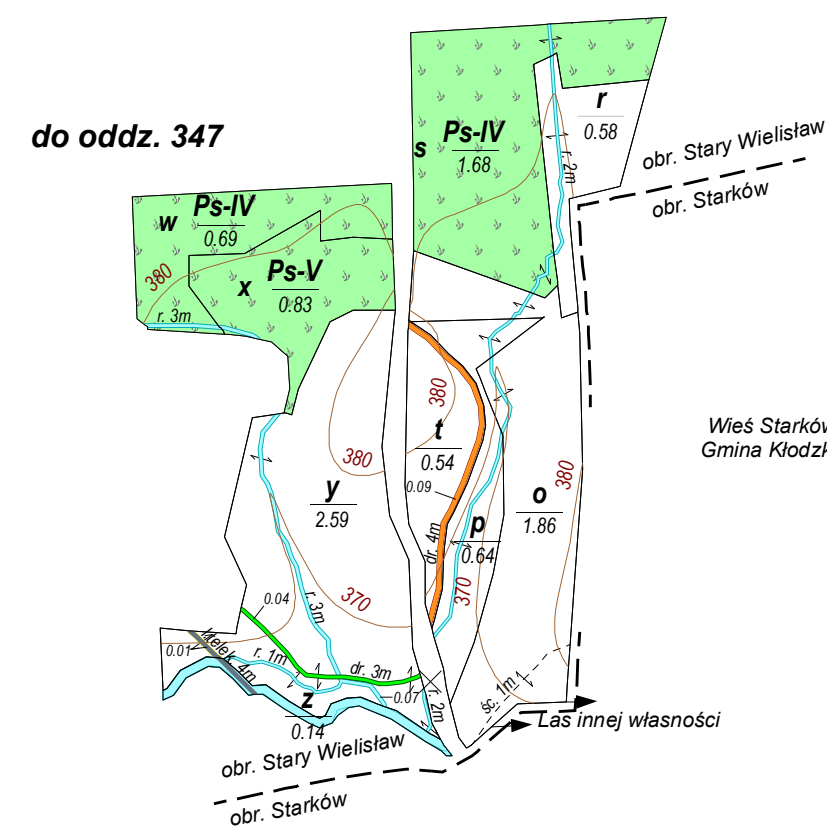 do oddz. 347
s
Ps-IV
1.68
r
0.58
r. 2m
obr. Stary Wielisław
obr. Starków
w
Ps-IV
0.69
x
Ps-V
0.83
380
r. 3m
380
380
t
0.54
0.09
y
2.59
o
1.86
380
p
0.64
dr. 4m
370
370
r. 3m
0.04
0.01
l.telek. 4m
r. 1m
dr. 3m
0.07
r. 2m
z
0.14
sc. 1m
Las innej własności
obr. Stary Wielisław
obr. Starków
Wieś Starków
Gmina Kłodzk